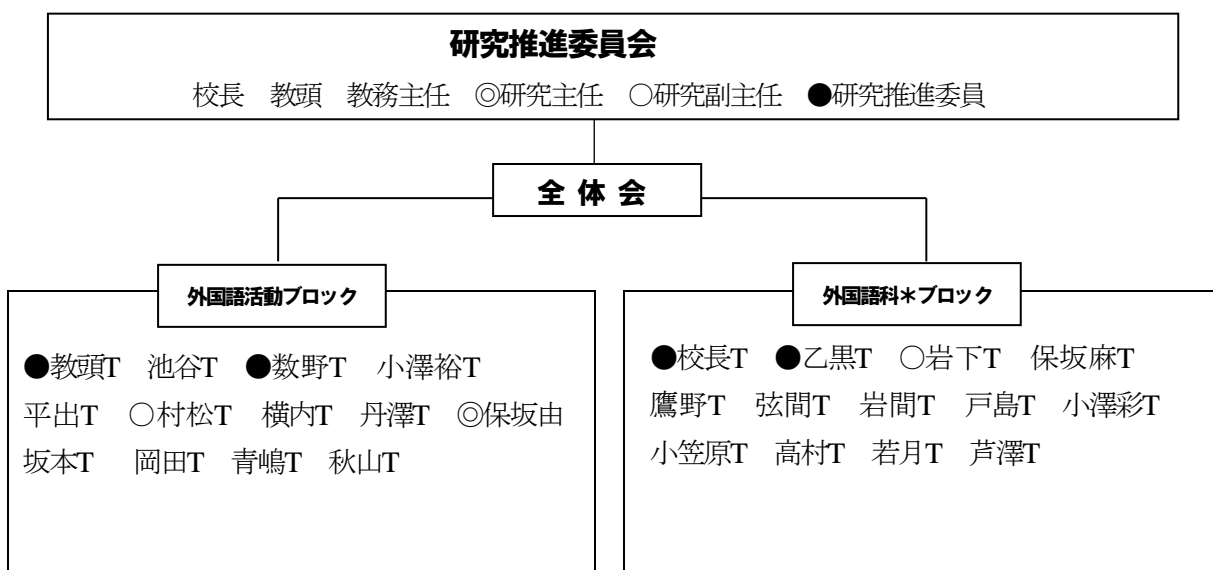 研究推進委員会
校長 教頭 教務主任 ◎研究主任 ○研究副主任 ●研究推進委員
全体会
外国語活動ブロック
●教頭T 池谷T ●数野T 小澤裕T
平出T ○村松T 横内T 丹澤T ◎保坂由
坂本T 岡田T 青嶋T 秋山T
外国語科＊ブロック
●校長T ●乙黒T ○岩下T 保坂麻T
鷹野T 弦間T 岩間T 戸島T 小澤彩T
小笠原T 高村T 若月T 芦澤T